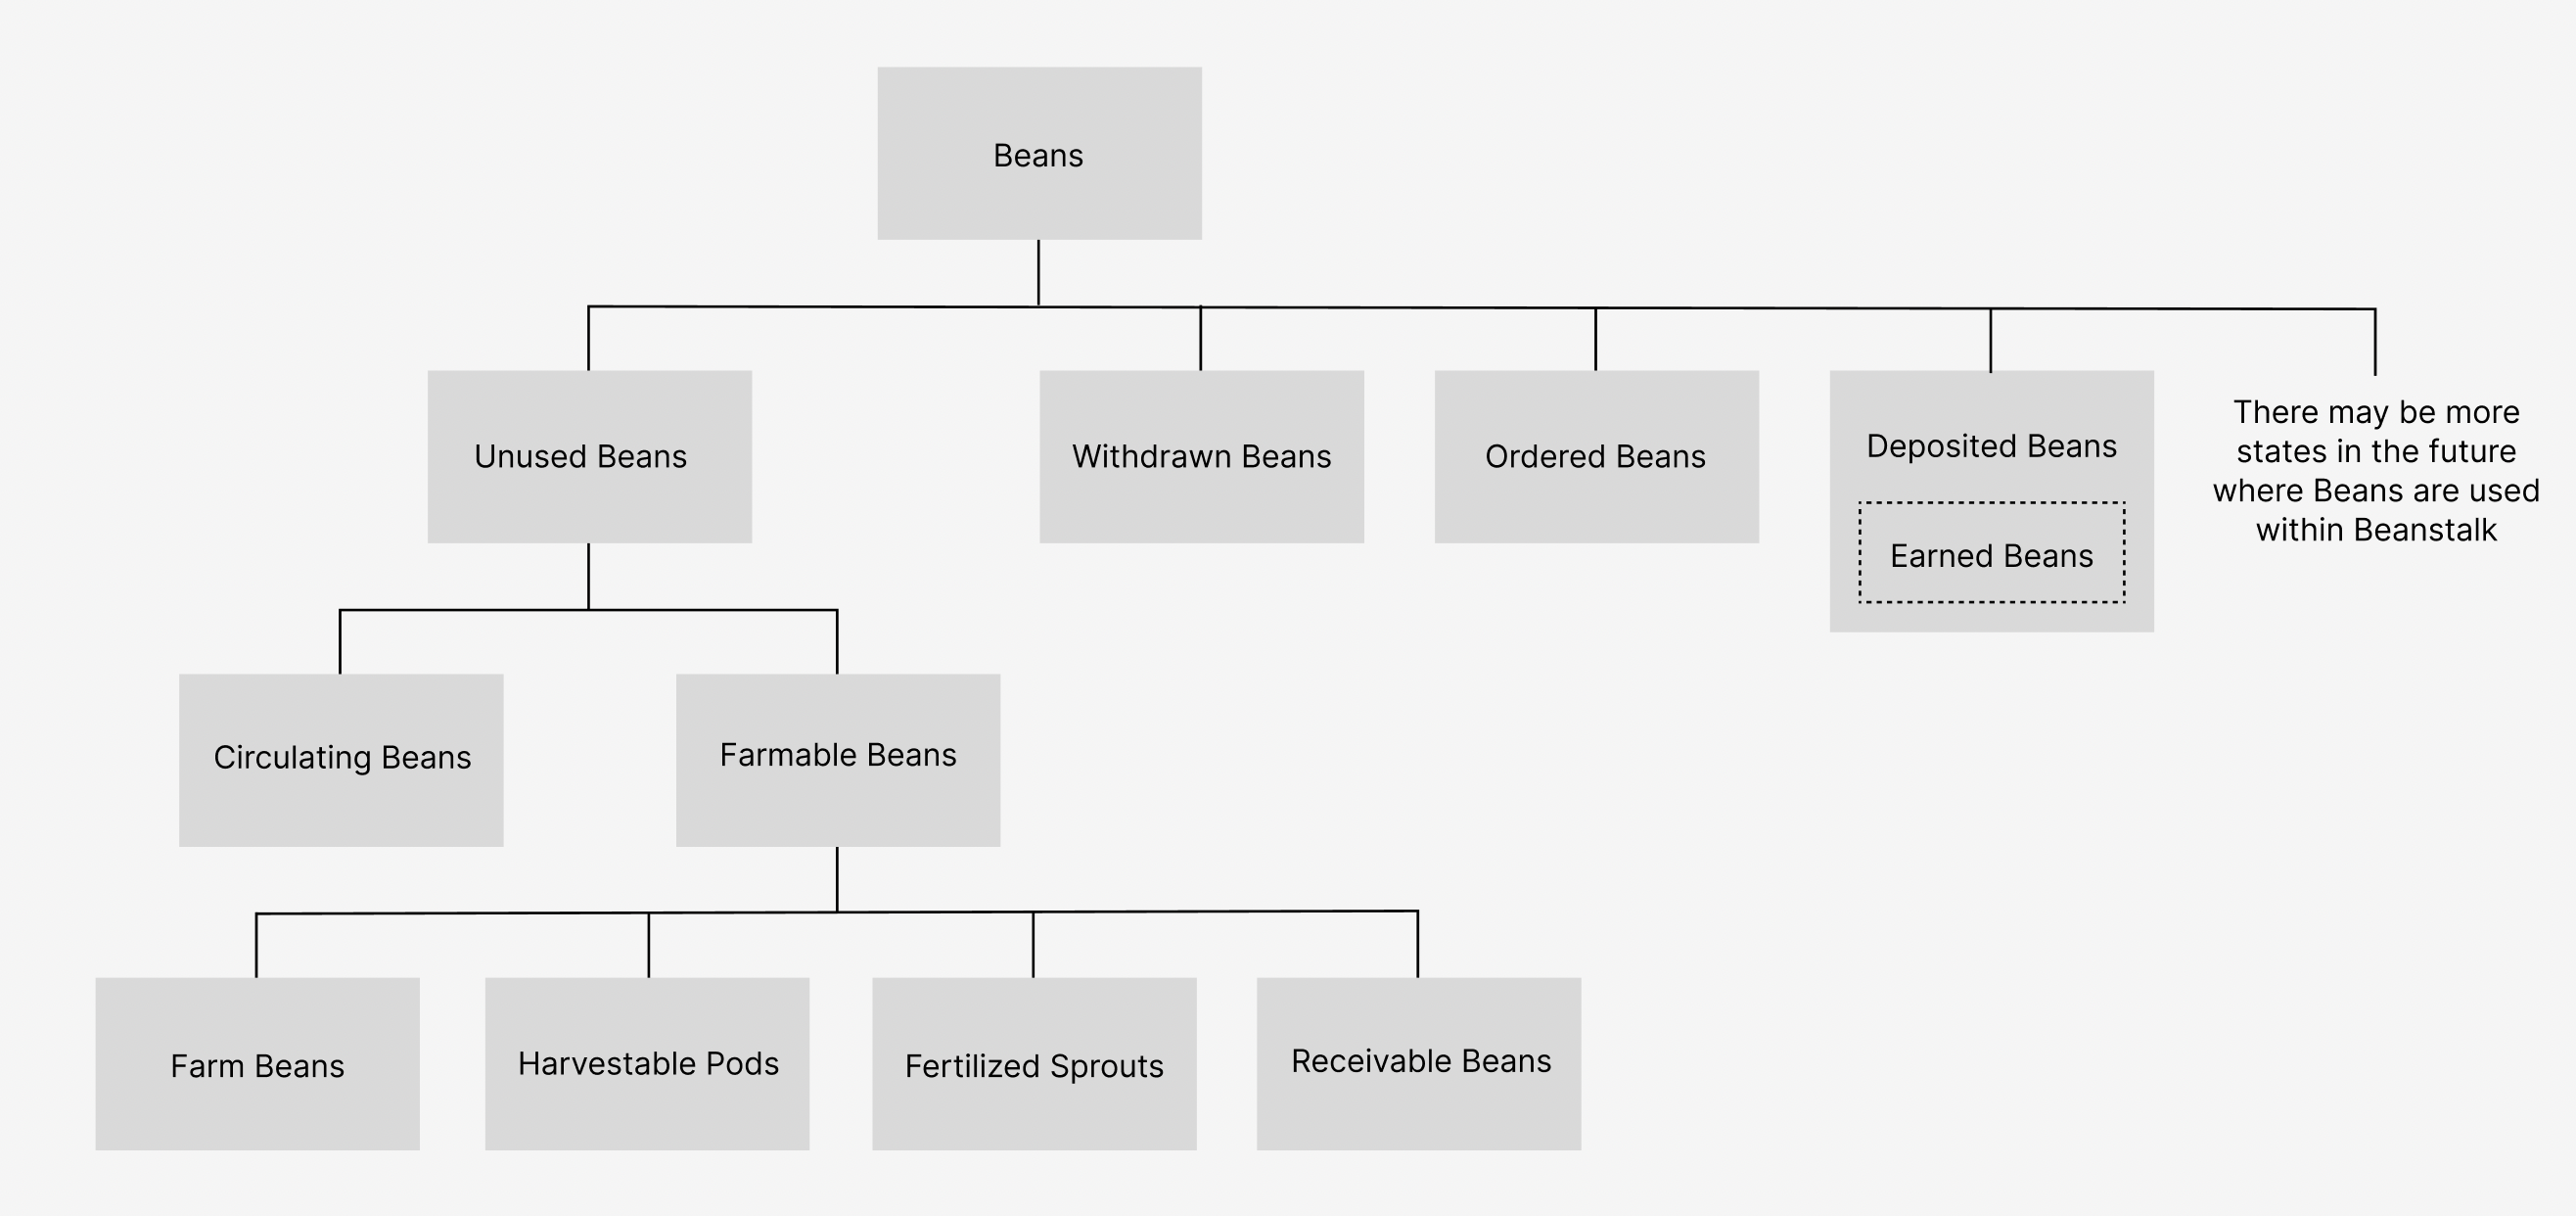 Beans
Unused Beans
Withdrawn Beans
Ordered Beans
Deposited Beans
Earned Beans
There may be more
states in the future
where Beans are used
within Beanstalk
Circulating Beans
Farmable Beans
Farm Beans
Harvestable Pods
Fertilized Sprouts
Receivable Beans